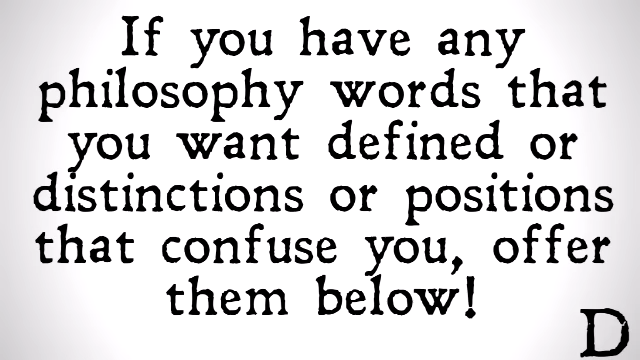 If you have any
philosophy words that
you want defined or
distinctions or positions
that confuse you, offer
them below!
D